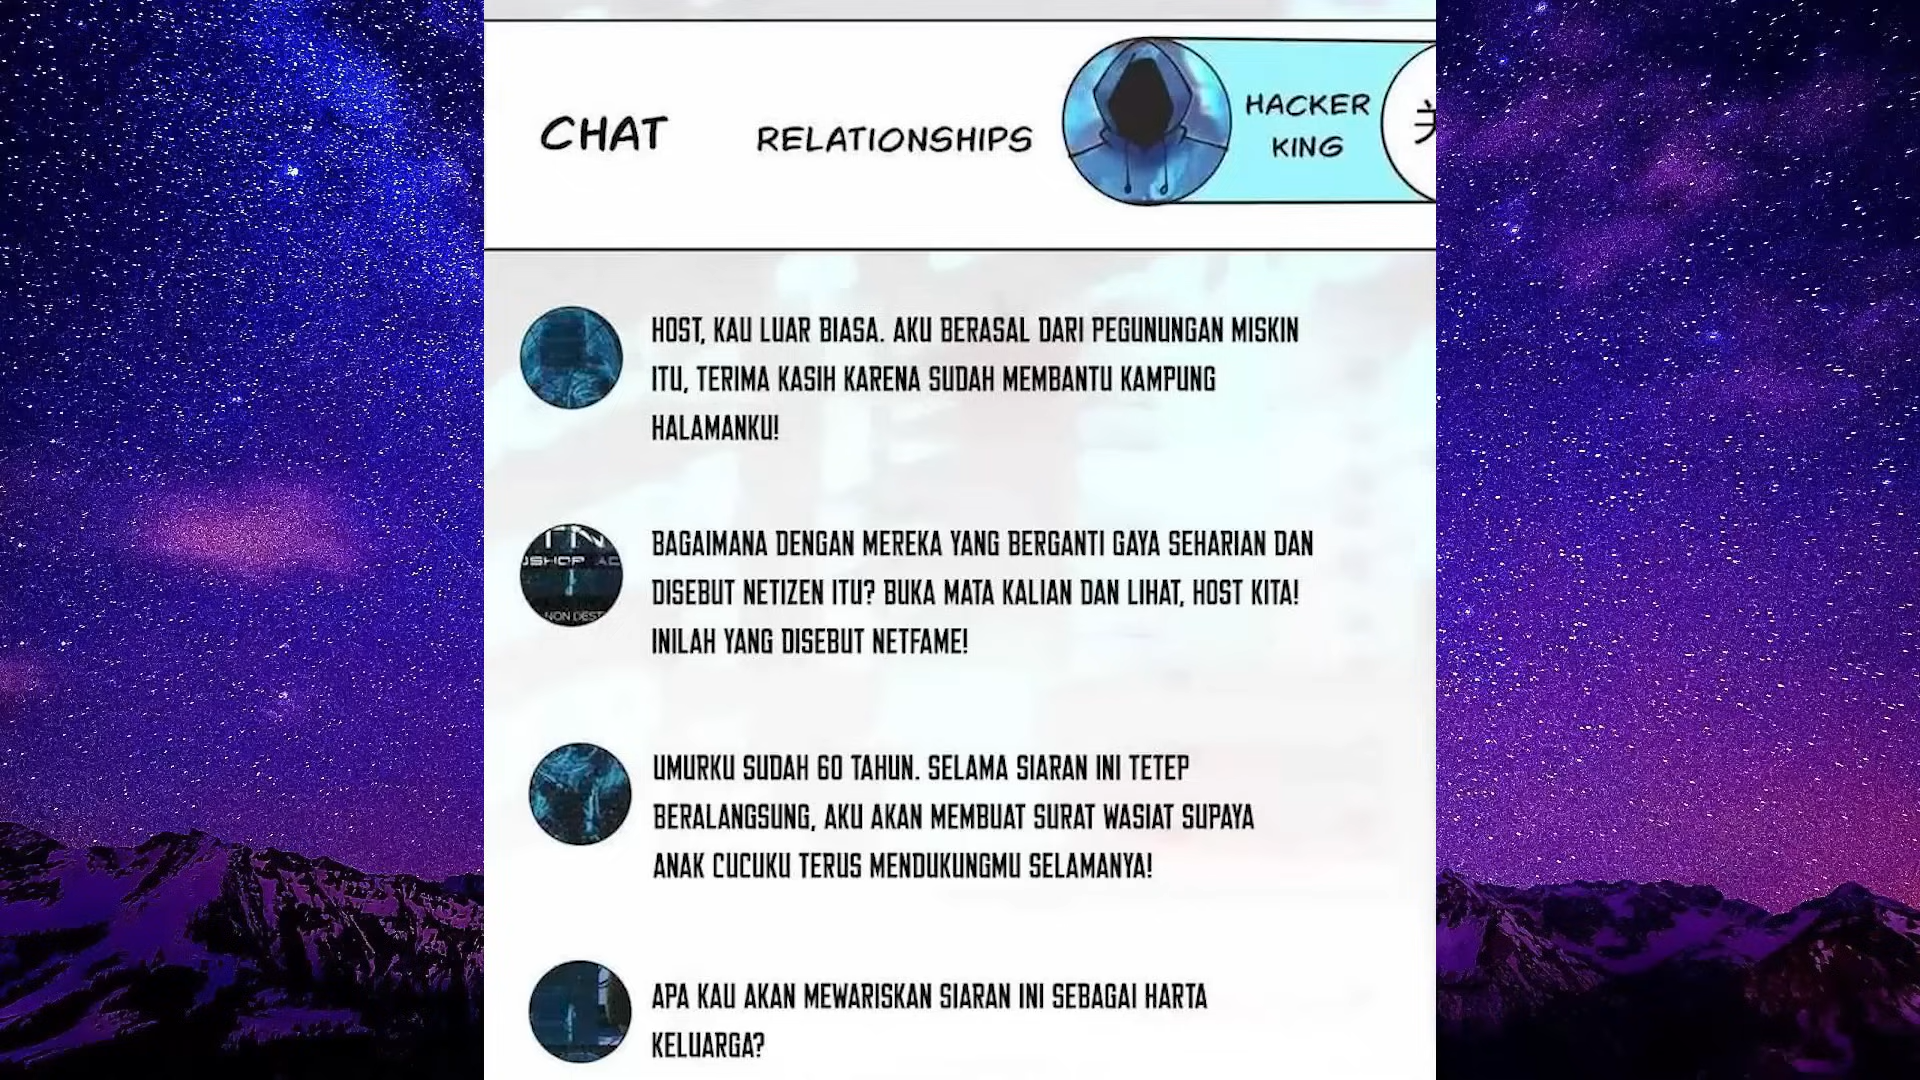 CHAT
RELATIONSHIPS
HACKER
KING
HOST, KAU LUAR BIASA. AKU BERASAL DARI PEGUNUNGAN MISKIN
ITU, TERIMA KASIH KARENA SUDAH MEMBANTU KAMPUNG
HALAMANKU!
BAGAIMANA DENGAN MEREKA YANG BERGANTI GAYA SEHARIAN DAN
DISEBUT NETIZEN ITU? BUKA MATA KALIAN DAN LIHAT, HOST KITA!
INILAH YANG DISEBUT NETFAME!
UMURKU SUDAH 60 TAHUN. SELAMA SIARAN INI TETEP
BERALANGSUNG, AKU AKAN MEMBUAT SURAT WASIAT SUPAYA
ANAK CUCUKU TERUS MENDUKUNGMU SELAMANYA!
APA KAU AKAN MEWARISKAN SIARAN INI SEBAGAI HARTA
KELUARGA?